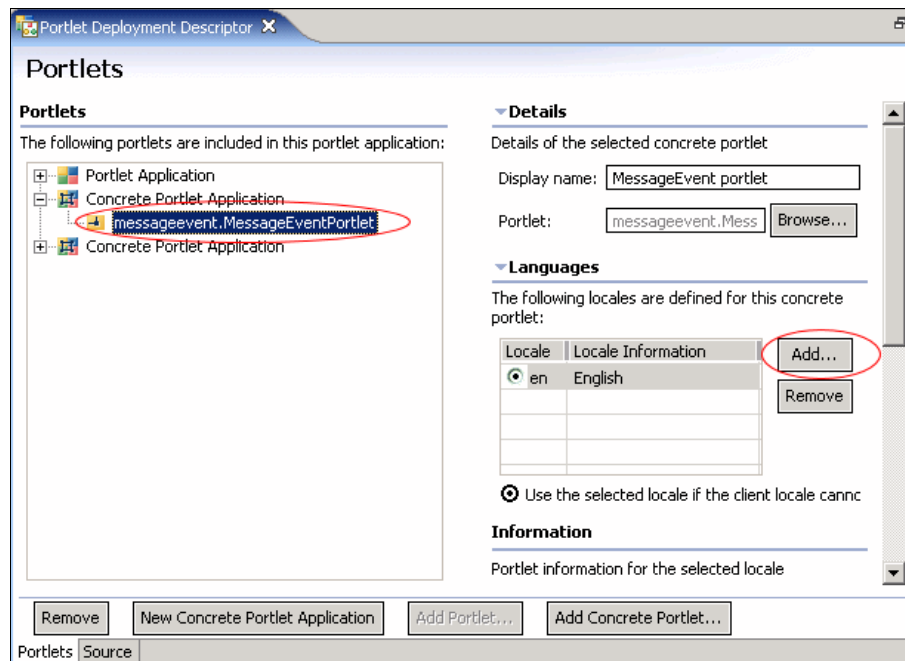 Portlet Deployment Descriptor
Portlets
Portlets
The following portlets are included in this portlet application:
Portlet Application
Concrete Portlet Application
messageevent.MessageEventPortlet
Concrete Portlet Application
Details
Details of the selected concrete portlet
Display name: MessageEvent portlet
Portlet: messageevent.Mess Browse...
Languages
The following locales are defined for this concrete
portlet:
Locale Locale Information
en English
Add...
Remove
Use the selected locale if the client locale cannc
Information
Portlet information for the selected locale
Remove New Concrete Portlet Application Add Portlet... Add Concrete Portlet...
Portlets Source